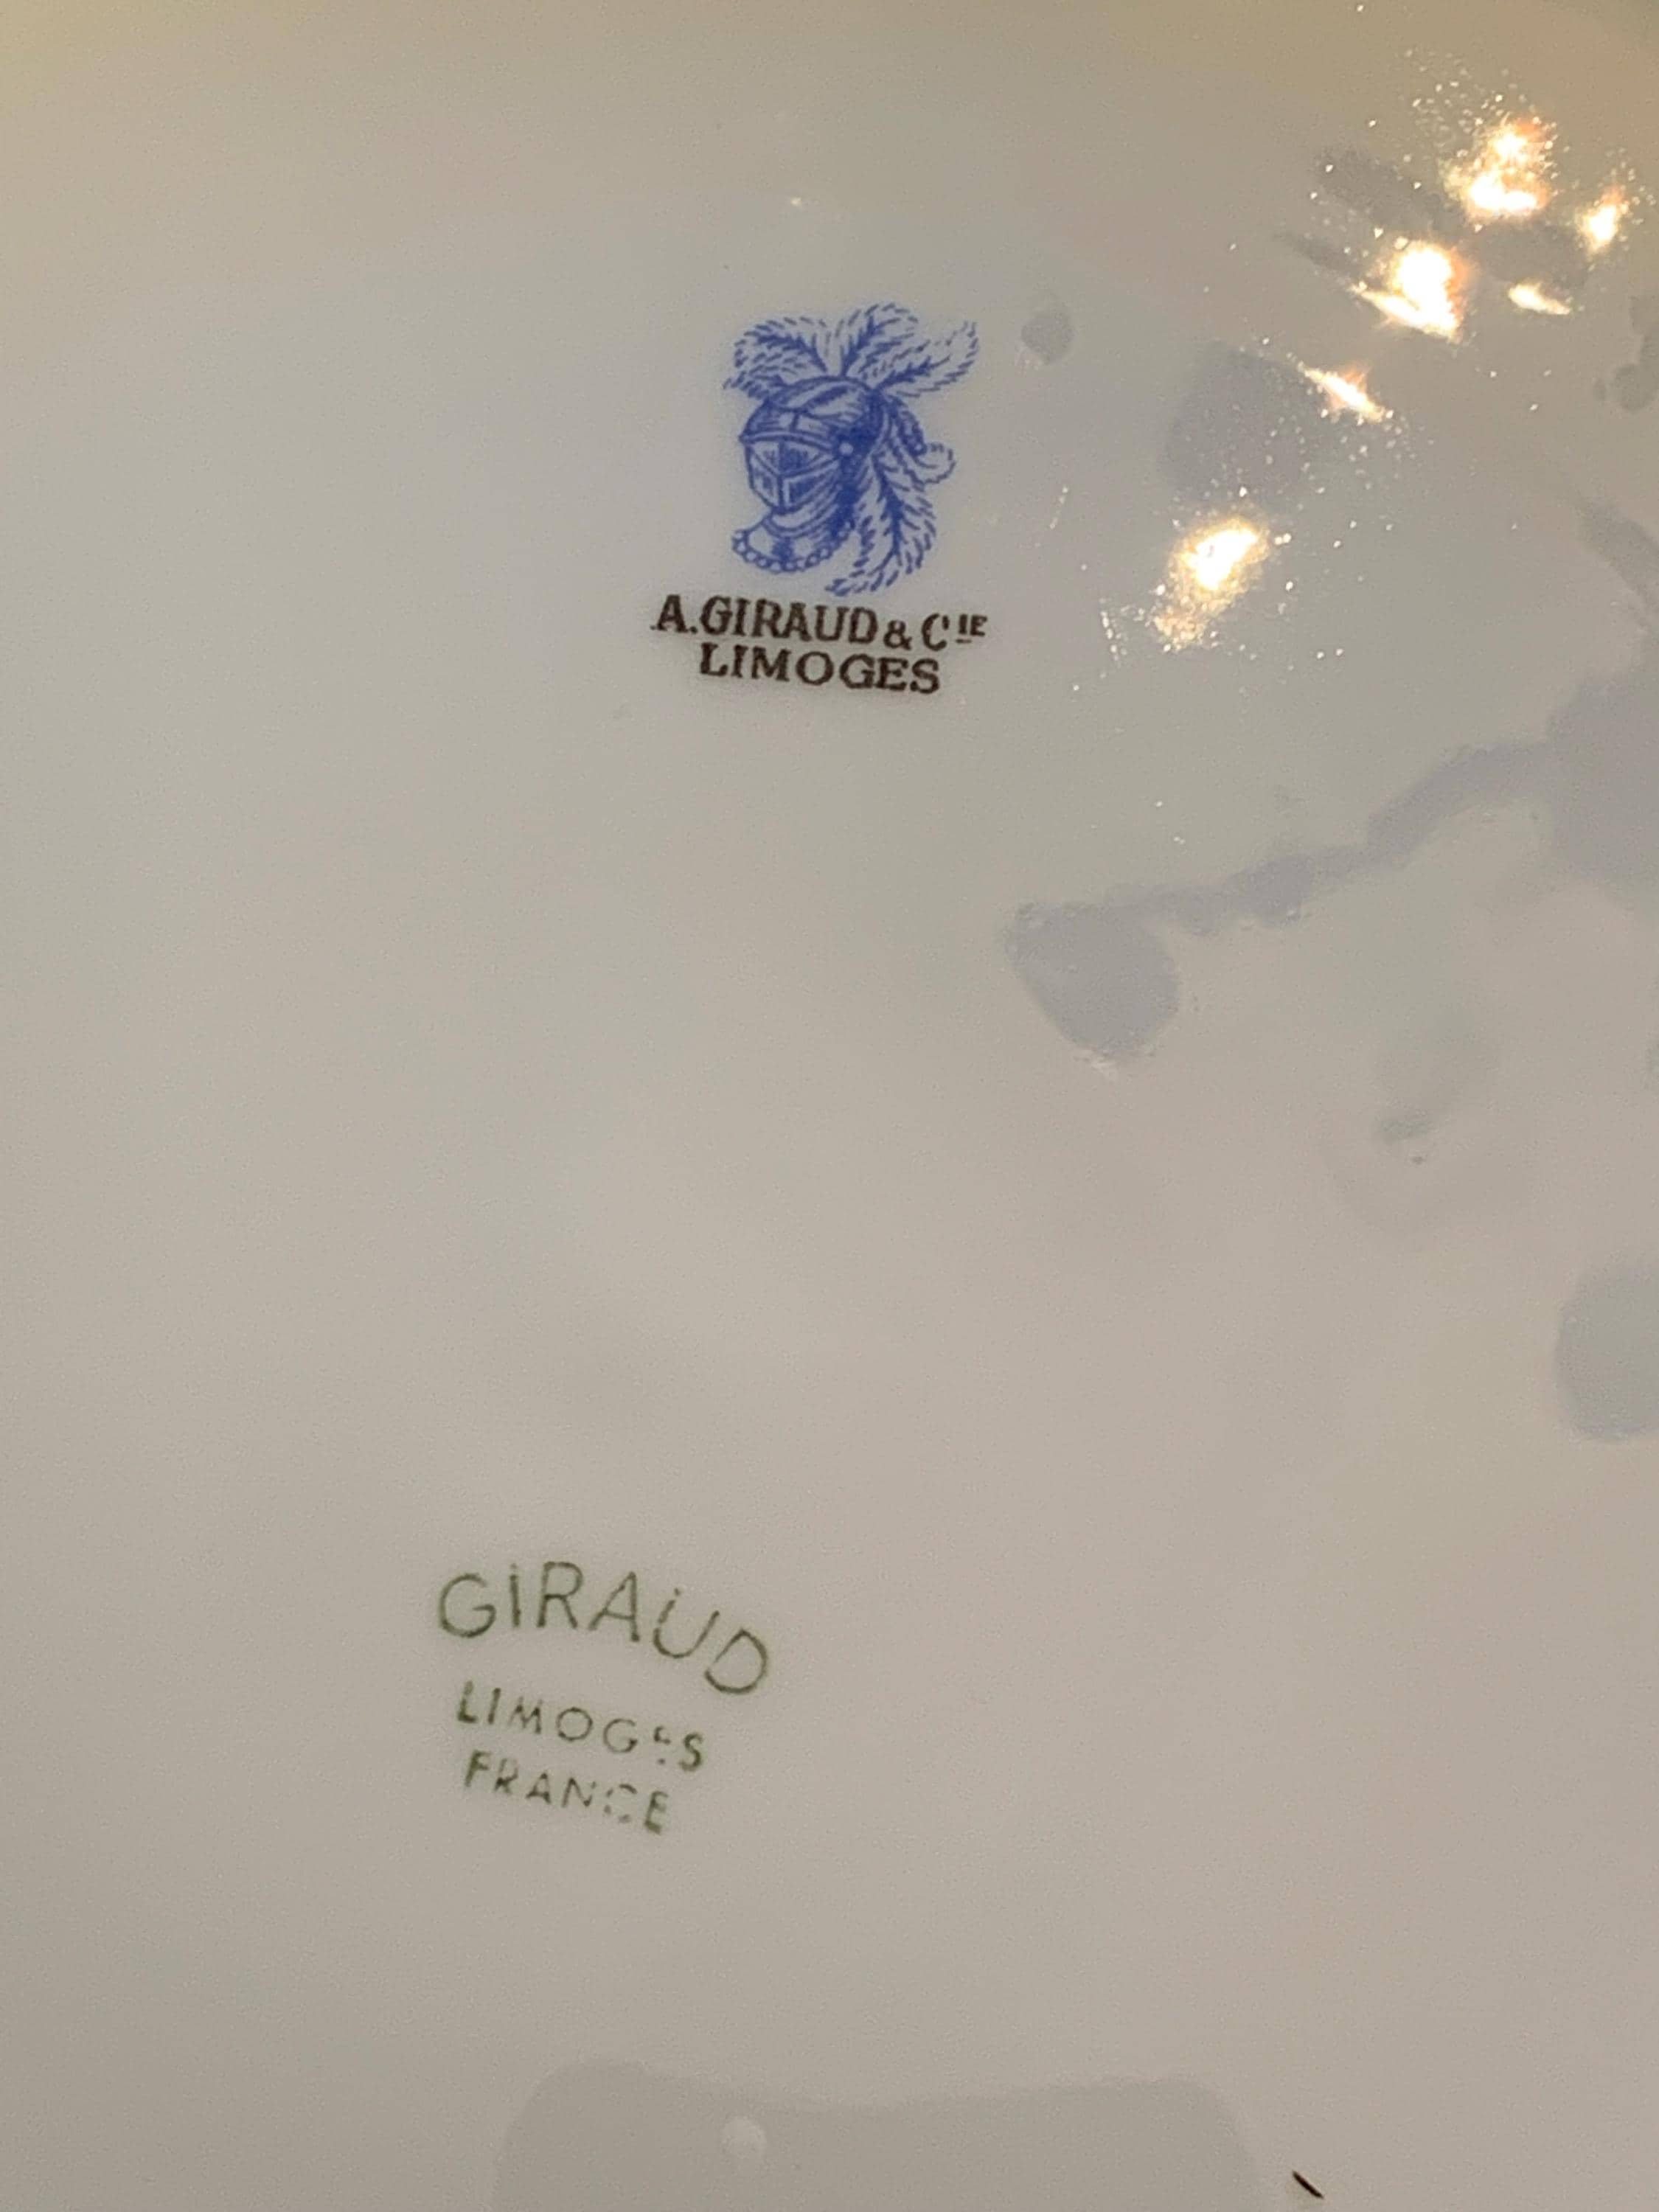 A.GIRAUD & CIE
LIMOGES
GIRAUD
LIMOGES
FRANCE